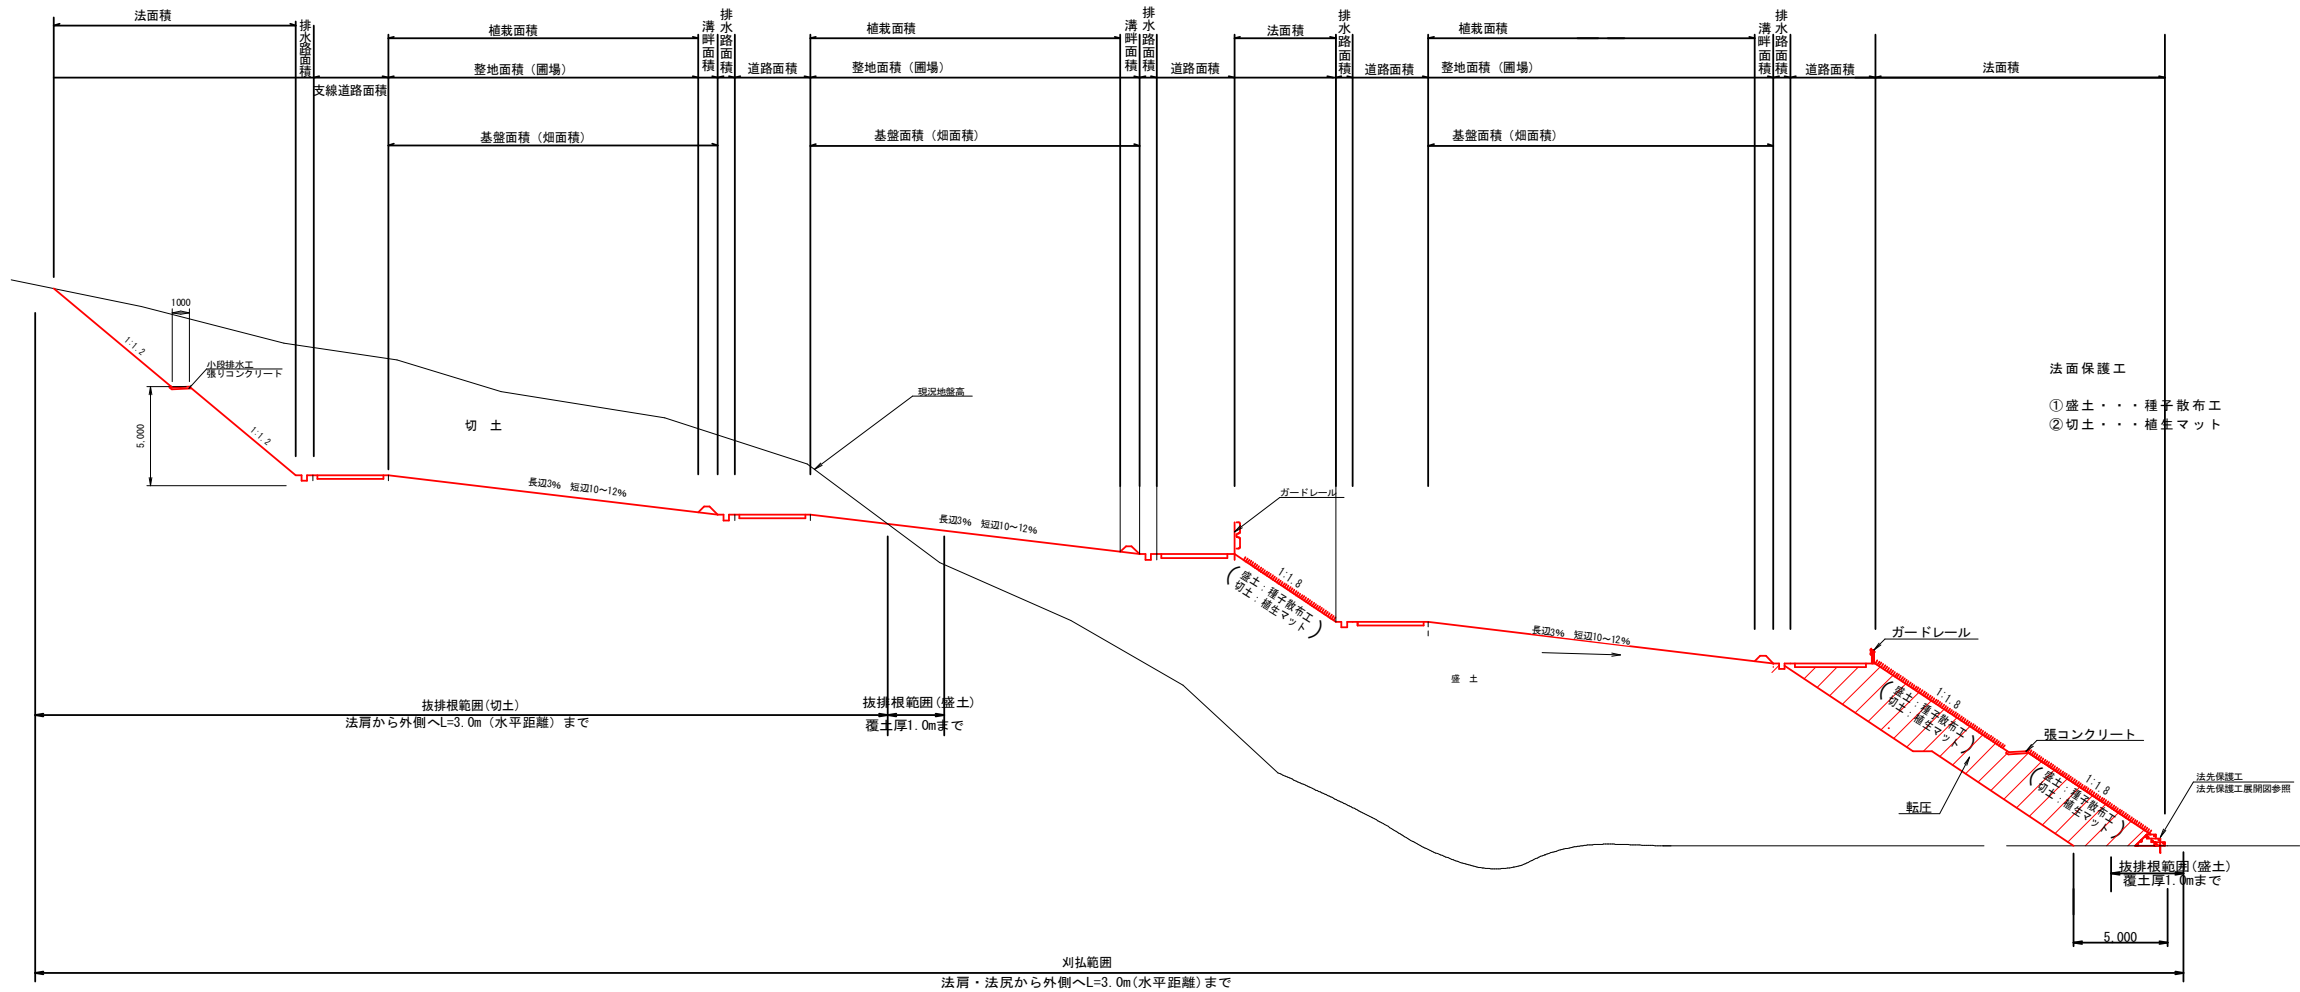 法面積
排水路面積
植栽面積
溝畔面積
排水路面積
植栽面積
溝畔面積
排水路面積
法面積
排水路面積
植栽面積
溝畔面積
排水路面積
整地面積（圃場）
道路面積
整地面積（圃場）
道路面積
道路面積
整地面積（圃場）
道路面積
法面積
支線道路面積
基盤面積（畑面積）
基盤面積（畑面積）
基盤面積（畑面積）
1000
1:1.2
小段排水工
張りコンクリート
5,000
1:1.2
切　土
現況地盤高
法面保護工
①盛土・・・種子散布工
②切土・・・植生マット
長辺3%　短辺10～12%
長辺3%　短辺10～12%
ガードレール
1:1.8
盛土：種子散布工
切土：植生マット
長辺3%　短辺10～12%
盛　土
ガードレール
1:1.8
盛土：種子散布工
切土：植生マット
張コンクリート
1:1.8
盛土：種子散布工
切土：植生マット
転圧
法先保護工
法先保護工展開図参照
抜排根範囲(切土)
法肩から外側へL=3.0m（水平距離）まで
抜排根範囲(盛土)
覆土厚1.0mまで
抜排根範囲(盛土)
覆土厚1.0mまで
5.000
刈払範囲
法肩・法尻から外側へL=3.0m(水平距離)まで